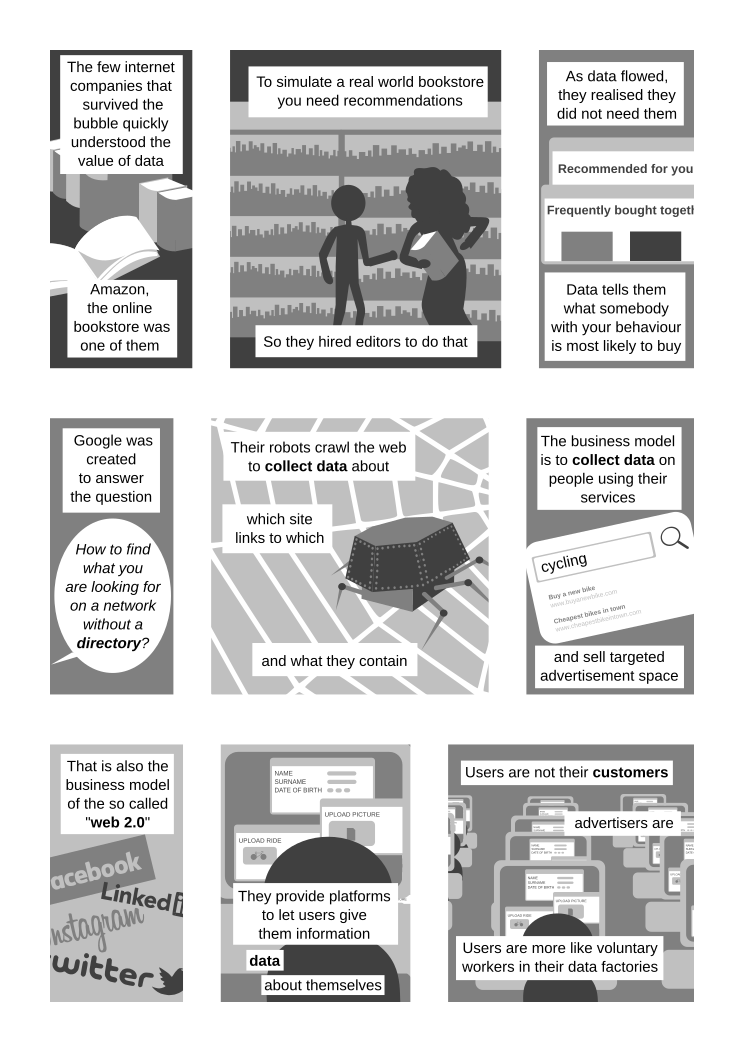 The few internet
companies that
survived the
bubble quickly
understood the
value of data
Amazon,
the online
bookstore was
one of them
To simulate a real world bookstore
you need recommendations
So they hired editors to do that
As data flowed,
they realised they
did not need them
Recommended for you
Frequently bought togeth
Data tells them
what somebody
with your behaviour
is most likely to buy
Google was
created
to answer
the question
How to find
what you
are looking for
on a network
without a
directory?
Their robots crawl the web
to collect data about
which site
links to which
and what they contain
The business model
is to collect data on
people using their
services
cycling
Buy a new bike
www.buyanewbike.com
Cheapest bikes in town
www.cheapestbikesintown.com
and sell targeted
advertisement space
That is also the
business model
of the so called
"web 2.0"
acebook
Linked
nstagram
witter
NAME
SURNAME
DATE OF BIRTH
UPLOAD PICTURE
UPLOAD RIDE
They provide platforms
to let users give
them information
data
about themselves
Users are not their customers
advertisers are
NAME
SURNAME
DATE OF BIRTH
UPLOAD PICTURE
UPLOAD RIDE
Users are more like voluntary
workers in their data factories